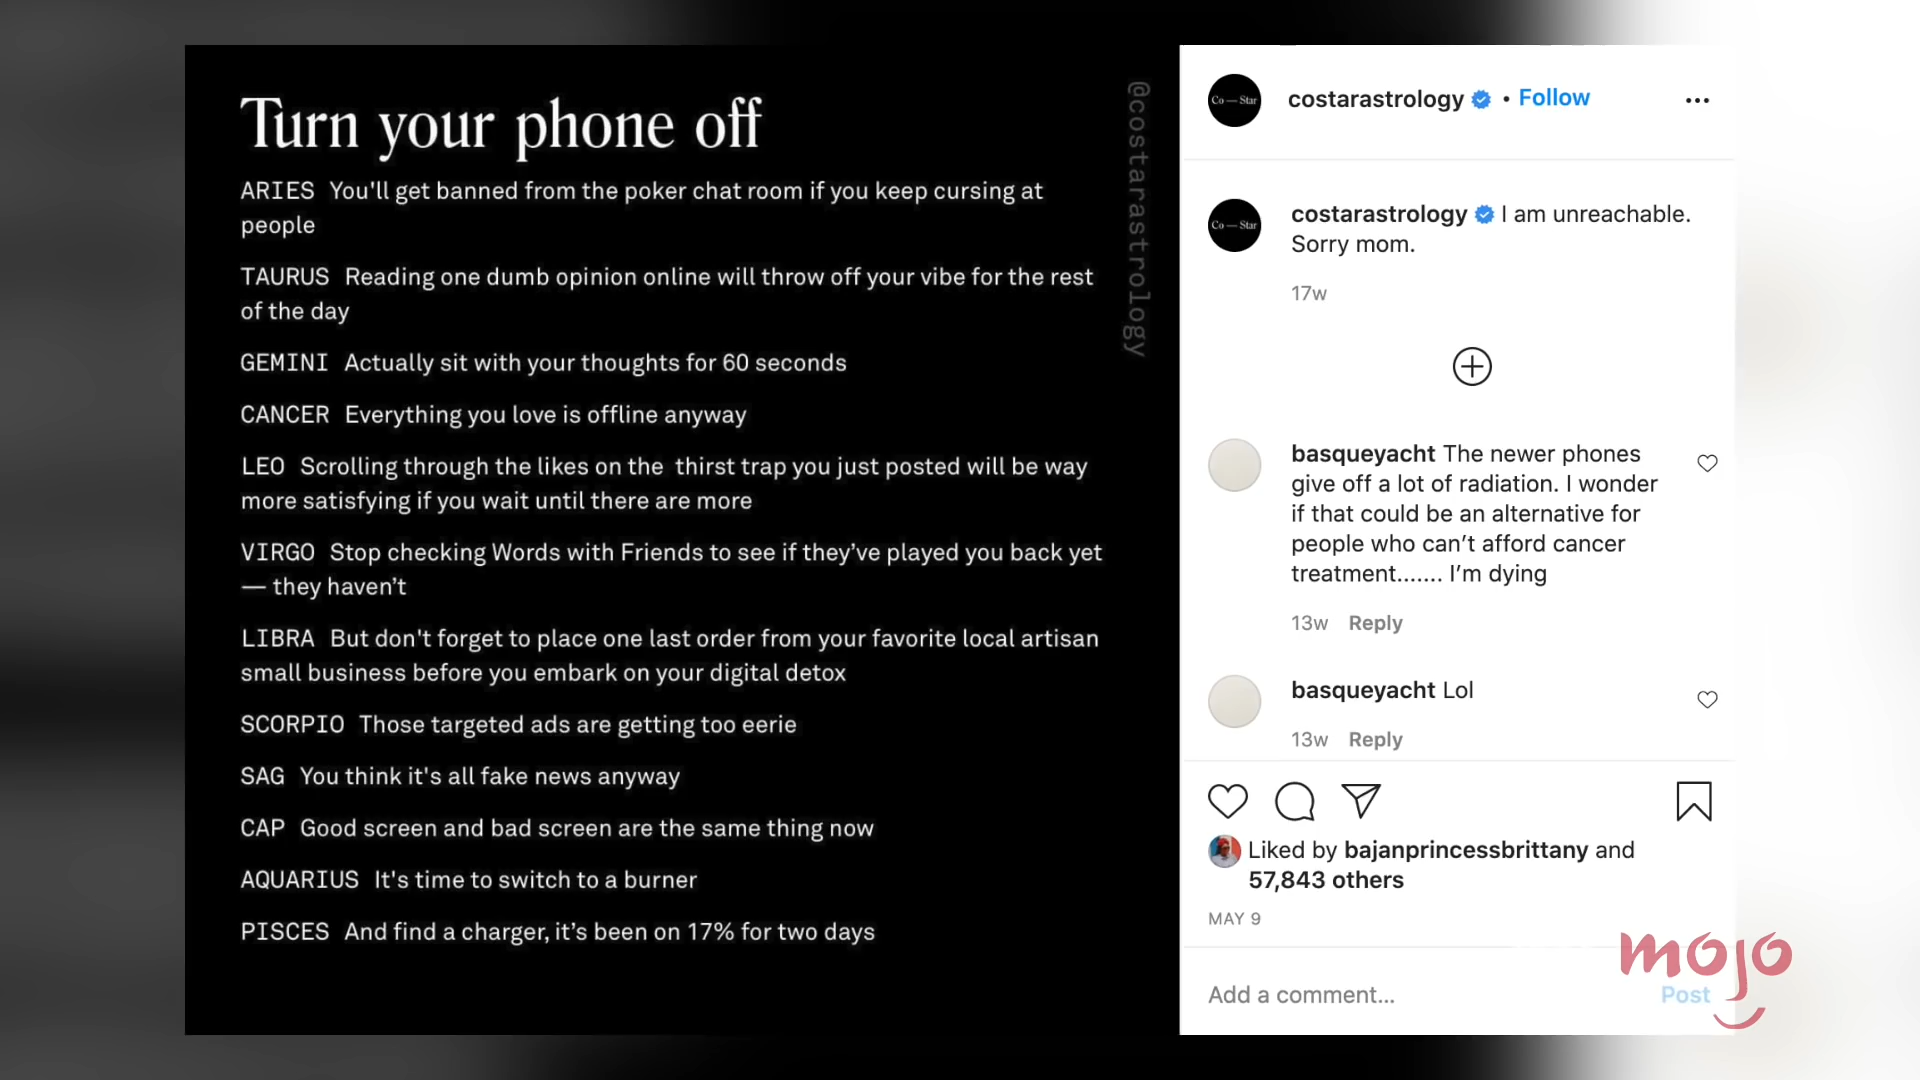 Turn your phone off
ARIES You'll get banned from the poker chat room if you keep cursing at
people
TAURUS Reading one dumb opinion online will throw off your vibe for the rest
of the day
GEMINI Actually sit with your thoughts for 60 seconds
CANCER Everything you love is offline anyway
LEO Scrolling through the likes on the thirst trap you just posted will be way
more satisfying if you wait until there are more
VIRGO Stop checking Words with Friends to see if they’ve played you back yet
— they haven’t
LIBRA But don't forget to place one last order from your favorite local artisan
small business before you embark on your digital detox
SCORPIO Those targeted ads are getting too eerie
SAG You think it's all fake news anyway
CAP Good screen and bad screen are the same thing now
AQUARIUS It's time to switch to a burner
PISCES And find a charger, it’s been on 17% for two days
@costarastrology
Co — Star
costarastrology • Follow
Co — Star
costarastrology I am unreachable.
Sorry mom.
17w
basqueyacht The newer phones
give off a lot of radiation. I wonder
if that could be an alternative for
people who can’t afford cancer
treatment....... I’m dying
13w Reply
basqueyacht Lol
13w Reply
Liked by bajanprincessbrittany and
57,843 others
MAY 9
Add a comment...
Post
mojo